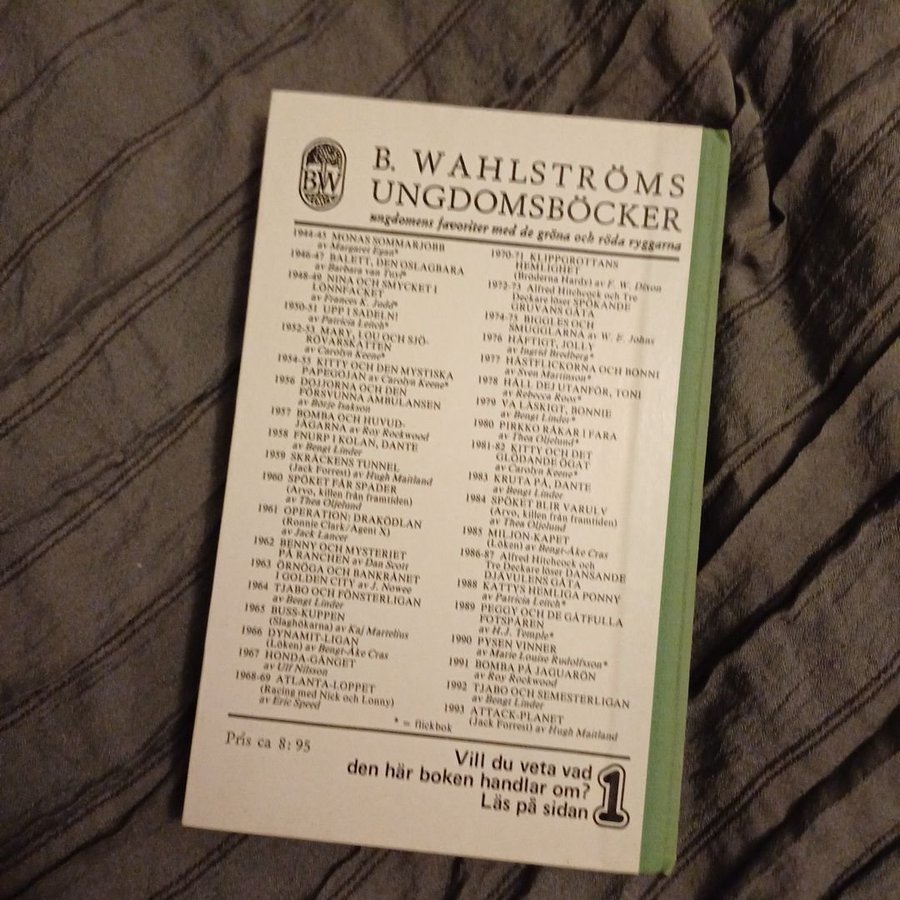 BW
B. WAHLSTRÖMS
UNGDOMSBÖCKER
ungdomens favoriter med de gröna och röda ryggarna
1944-45 MONAS SOMMARJOBB
av Margaret Egan*
1946-47 BALETT, DEN OSLAGBARA
av Barbara van Tuyl*
1948-49 NINA OCH SMYCKET I
LÖNNFACKET
av Frances K. Judd*
1950-51 UPP I SADELN!
av Patricia Leitch*
1952-53 MARY, LOU OCH SJÖ-
RÖVARSKATTEN
av Carolyn Keene*
1954-55 KITTY OCH DEN MYSTISKA
PAPEGOJAN av Carolyn Keene*
1956 DOJJORNA OCH DEN
FÖRSVUNNA AMBULANSEN
av Börje Isakson
1957 BOMBA OCH HUVUD-
JÄGARNA av Roy Rockwood
1958 FNURP I KOLAN, DANTE
av Bengt Linder
1959 SKRÄCKENS TUNNEL
(Jack Forrest) av Hugh Maitland
1960 SPÖKET FÅR SPADER
(Arvo, killen från framtiden)
av Thea Oljelund
1961 OPERATION: DRAKÖDLAN
(Ronnie Clark/Agent X)
av Jack Lancer
1962 BENNY OCH MYSTERIET
PÅ RANCHEN av Dan Scott
1963 ÖRNÖGA OCH BANKRÅNET
I GOLDEN CITY av J. Nowee
1964 TJABO OCH FÖNSTERLIGAN
av Bengt Linder
1965 BUSS-KUPPEN
(Slaghökarna) av Kaj Martelius
1966 DYNAMIT-LIGAN
(Löken) av Bengt-Åke Cras
1967 HONDA-GÄNGET
av Ulf Nilsson
1968-69 ATLANTA-LOPPET
(Racing med Nick och Lonny)
av Eric Speed
1970-71 KLIPPGROTTANS
HEMLIGHET
(Bröderna Hardy) av F. W. Dixon
1972-73 Alfred Hitchcock och Tre
Deckare löser SPÖKANDE
GRUVANS GÅTA
1974-75 BIGGLES OCH
SMUGGLARNA av W. E. Johns
1976 HÄFTIGT, JOLLY
av Ingrid Bredberg*
1977 HÄSTFLICKORNA OCH BONNI
av Sven Martinson*
1978 HÅLL DEJ UTANFÖR, TONI
av Rebecca Roos*
1979 VA LÄSKIGT, BONNIE
av Bengt Linder*
1980 PIRKKO RÅKAR I FARA
av Thea Oljelund*
1981-82 KITTY OCH DET
GLÖDANDE ÖGAT
av Carolyn Keene*
1983 KRUTA PÅ, DANTE
av Bengt Linder
1984 SPÖKET BLIR VARULV
(Arvo, killen från framtiden)
av Thea Oljelund
1985 MILJON-KAPET
(Löken) av Bengt-Åke Cras
1986-87 Alfred Hitchcock och
Tre Deckare löser DANSANDE
DJÄVULENS GÅTA
1988 KATTYS HEMLIGA PONNY
av Patricia Leitch*
1989 PEGGY OCH DE GÅTFULLA
FOTSPÅREN
av H.J. Temple*
1990 PYSEN VINNER
av Marie Louise Rudolfsson*
1991 BOMBA PÅ JAGUARÖN
av Roy Rockwood
1992 TJABO OCH SEMESTERLIGAN
av Bengt Linder
1993 ATTACK-PLANET
(Jack Forrest) av Hugh Maitland
* = flickbok
Pris ca 8:95
Vill du veta vad
den här boken handlar om?
Läs på sidan 1